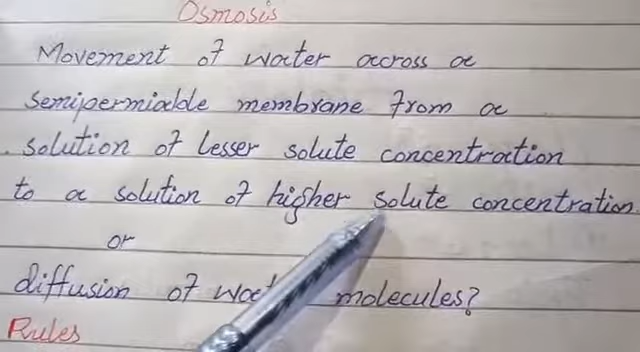 Osmosis
Movement of water across a
semipermiable membrane from a
solution of lesser solute concentration
to a solution of higher solute concentration
or
diffusion of molecules?
Rules